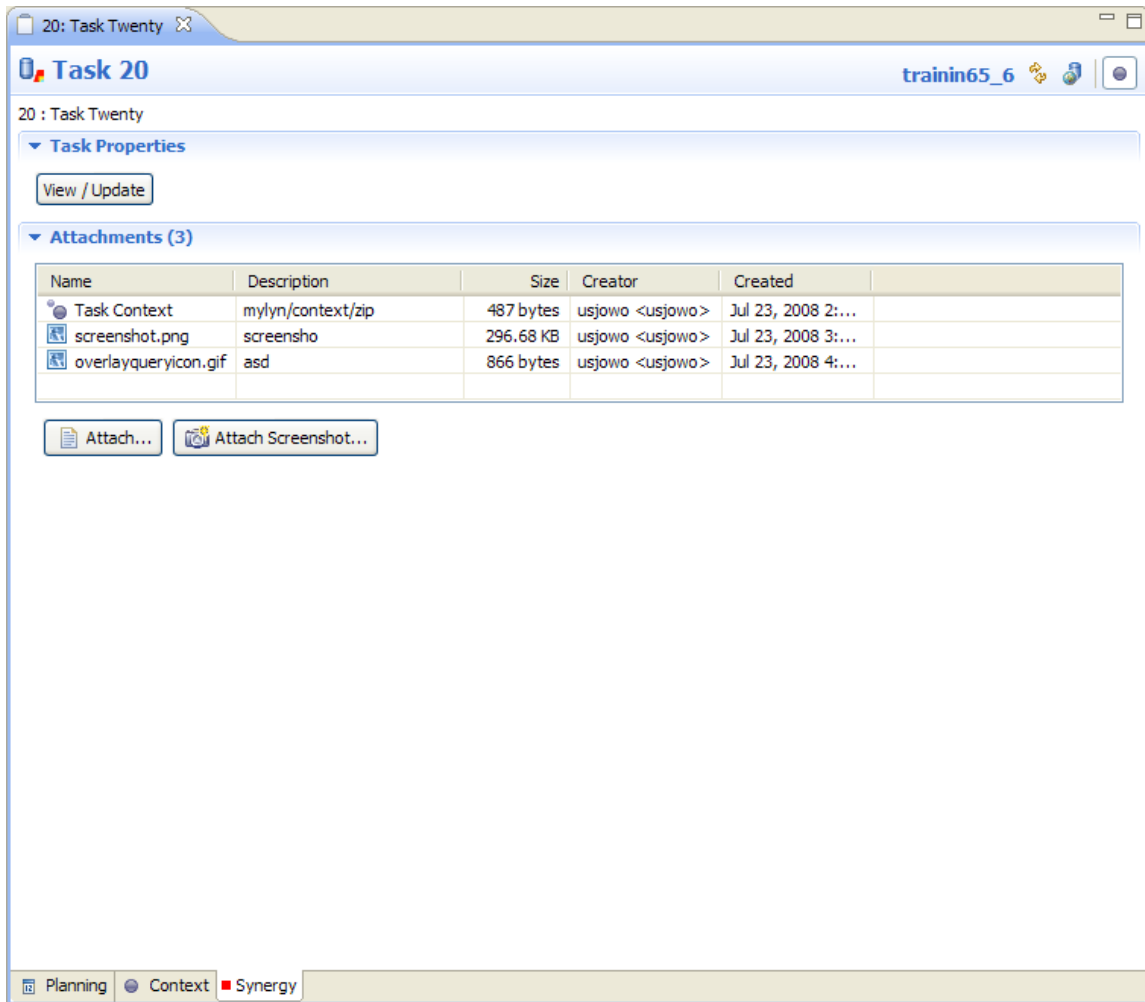 20: Task Twenty
Task 20 trainin65_6
20 : Task Twenty
Task Properties
View / Update
Attachments (3)
Name Description Size Creator Created
Task Context mylyn/context/zip 487 bytes usjowo <usjowo> Jul 23, 2008 2:...
screenshot.png screensho 296.68 KB usjowo <usjowo> Jul 23, 2008 3:...
overlayqueryicon.gif asd 866 bytes usjowo <usjowo> Jul 23, 2008 4:...
Attach... Attach Screenshot...
Planning Context Synergy